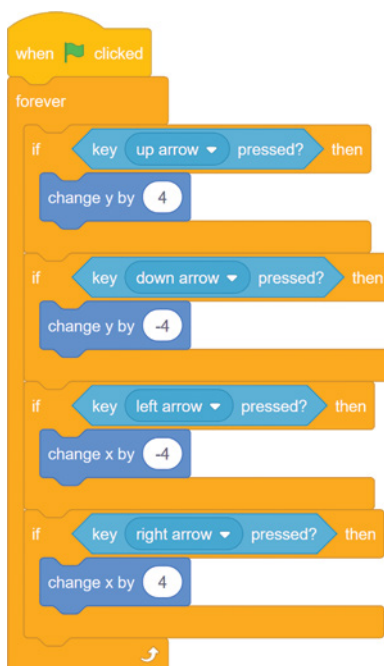 when clicked
forever
if key up arrow pressed? then
change y by 4
if key down arrow pressed? then
change y by -4
if key left arrow pressed? then
change x by -4
if key right arrow pressed? then
change x by 4